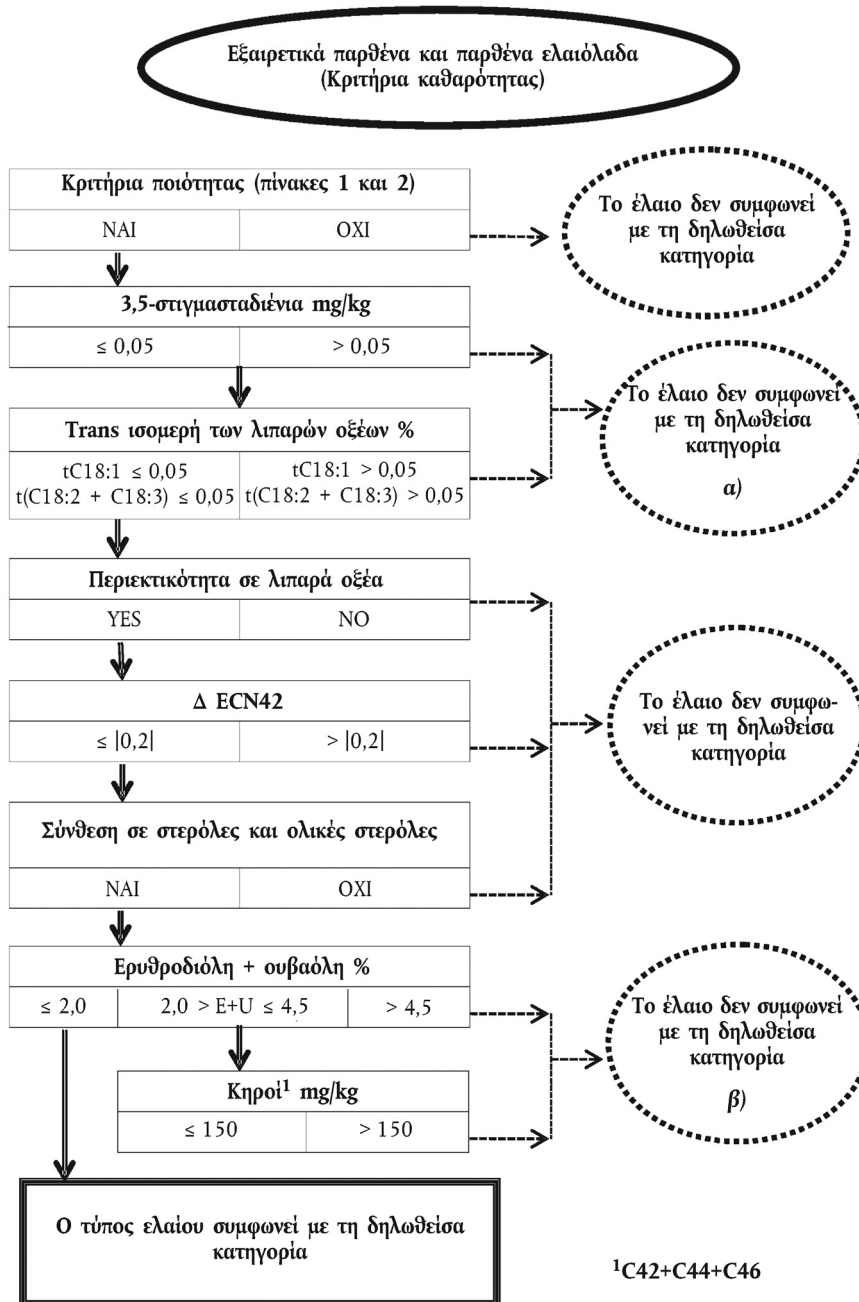 Εξαιρετικά παρθένα και παρθένα ελαιόλαδα
(Κριτήρια καθαρότητας)
Κριτήρια ποιότητας (πίνακες 1 και 2)
ΝΑΙ ΟΧΙ
Το έλαιο δεν συμφωνεί
με τη δηλωθείσα
κατηγορία
3,5-στιγμασταδιένια mg/kg
≤ 0,05 > 0,05
Trans ισομερή των λιπαρών οξέων %
tC18:1 ≤ 0,05 tC18:1 > 0,05
t(C18:2 + C18:3) ≤ 0,05 t(C18:2 + C18:3) > 0,05
Το έλαιο δεν συμφωνεί
με τη δηλωθείσα
κατηγορία
α)
Περιεκτικότητα σε λιπαρά οξέα
YES NO
Δ ECN42
≤ |0,2| > |0,2|
Το έλαιο δεν συμφω-
νεί με τη δηλωθείσα
κατηγορία
Σύνθεση σε στερόλες και ολικές στερόλες
ΝΑΙ ΟΧΙ
Ερυθροδιόλη + ουβαόλη %
≤ 2,0 2,0 > E+U ≤ 4,5 > 4,5
Το έλαιο δεν συμφωνεί
με τη δηλωθείσα
κατηγορία
β)
Κηροί¹ mg/kg
≤ 150 > 150
Ο τύπος ελαίου συμφωνεί με τη δηλωθείσα
κατηγορία
¹C42+C44+C46